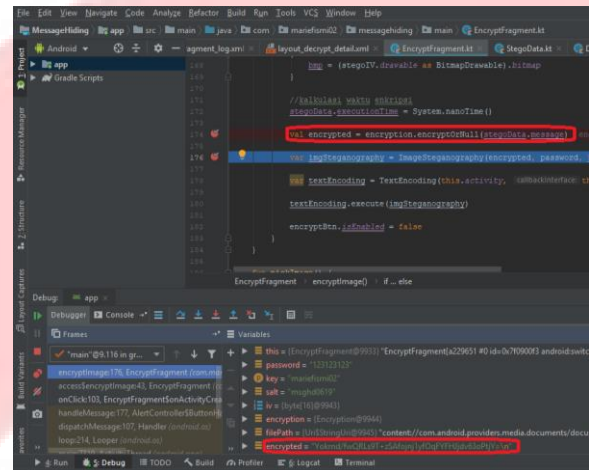 File Edit View Navigate Code Analyze Refactor Build Run Tools VCS Window Help
MessageHiding app src main java com mariefismi02 messagehiding main EncryptFragment.kt
Android
layout_decrypt_detail.xml
EncryptFragment.kt
StegoData.kt
app
Gradle Scripts
bmp = (stegoIV.drawable as BitmapDrawable).bitmap
//kalkulasi waktu enkripsi
stegoData.executionTime = System.nanoTime()
val encrypted = encryption.encryptOrNull(stegoData.message)
var imgSteganography = ImageSteganography(encrypted, password,
var textEncoding = TextEncoding(this.activity,
textEncoding.execute(imgSteganography)
encryptBtn.isEnabled = false
EncryptFragment encryptImage() if ... else
Debug: app
Debugger Console
Frames
Variables
"main"@9,116 in gr...
encryptImage:176, EncryptFragment
access$encryptImage:43, EncryptFragment
onClick:103, EncryptFragment$onActivityCrea
handleMessage:177, AlertController$ButtonH
dispatchMessage:107, Handler (android.os)
loop:214, Looper (android.os)
password = "123123123"
key = "mariefismi02"
salt = "msghd0619"
iv = {byte[16]@9943}
encryption = {Encryption@9944}
encrypted =
Run Debug TODO Build Profiler Logcat Terminal